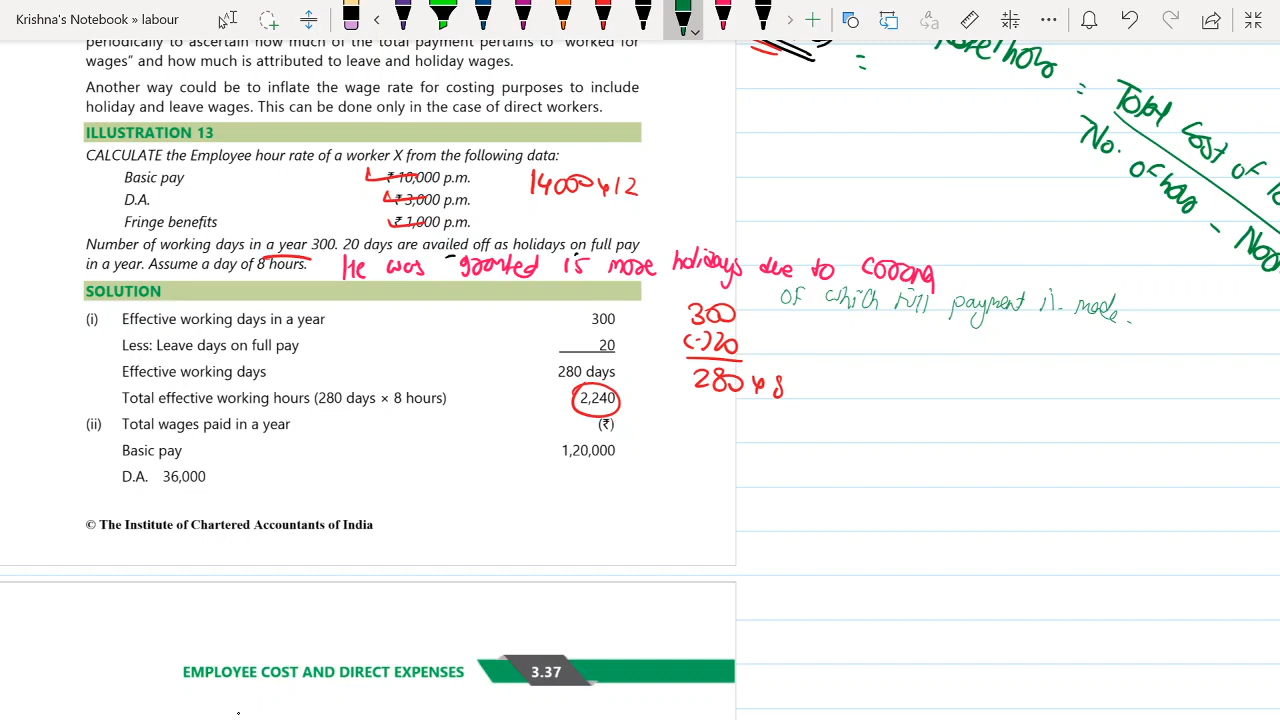 Krishna's Notebook » labour
periodically to ascertain how much of the total payment pertains to "worked for
wages" and how much is attributed to leave and holiday wages.
Another way could be to inflate the wage rate for costing purposes to include
holiday and leave wages. This can be done only in the case of direct workers.
ILLUSTRATION 13
CALCULATE the Employee hour rate of a worker X from the following data:
Basic pay ₹ 10,000 p.m.
14000 x 12
D.A. ₹ 3,000 p.m.
Fringe benefits ₹ 1,000 p.m.
Number of working days in a year 300. 20 days are availed off as holidays on full pay
in a year. Assume a day of 8 hours.
He was granted 15 more holidays due to corona
of which full payment is made.
SOLUTION
(i) Effective working days in a year 300
Less: Leave days on full pay 20
Effective working days 280 days
Total effective working hours (280 days × 8 hours) 2,240
(ii) Total wages paid in a year (₹)
Basic pay 1,20,000
D.A. 36,000
300
(-) 20
280 x 8
=
= Total cost of
No. of hours - No
© The Institute of Chartered Accountants of India
EMPLOYEE COST AND DIRECT EXPENSES 3.37